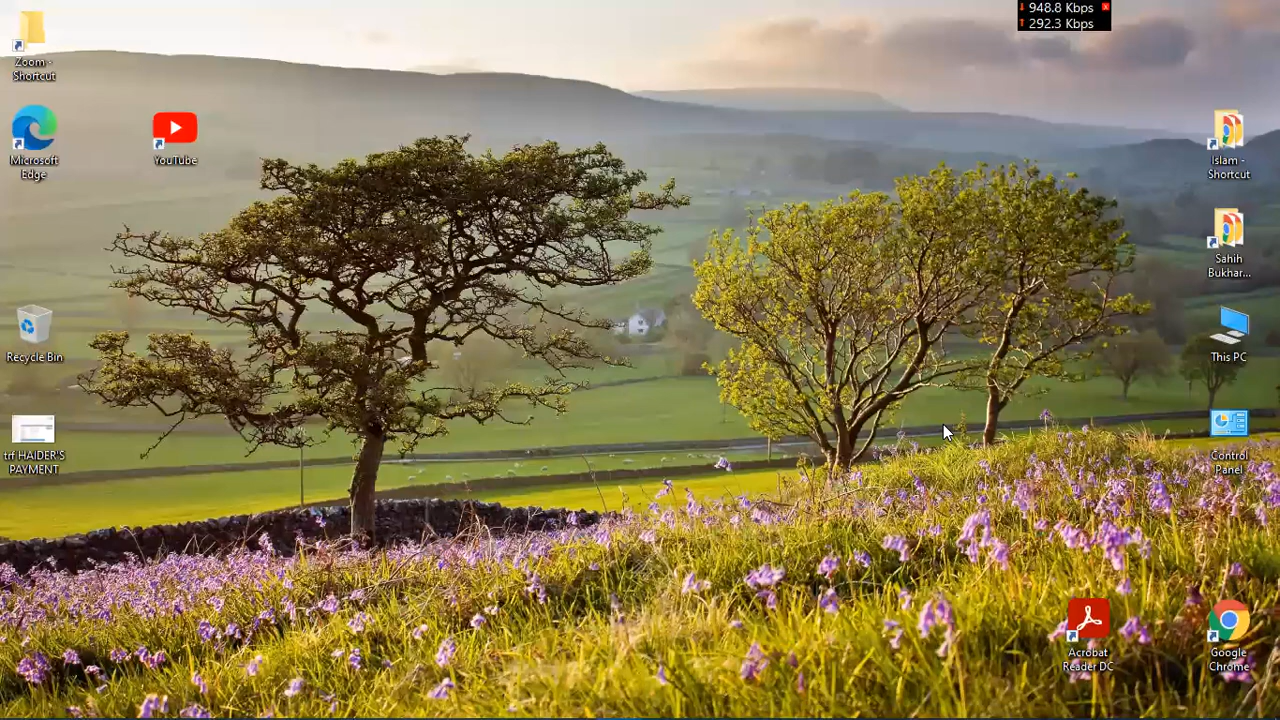 948.8 Kbps
292.3 Kbps
Zoom -
Shortcut
Microsoft
Edge
YouTube
Recycle Bin
trf HAIDER'S
PAYMENT
Islam -
Shortcut
Sahih
Bukhar...
This PC
Control
Panel
Acrobat
Reader DC
Google
Chrome